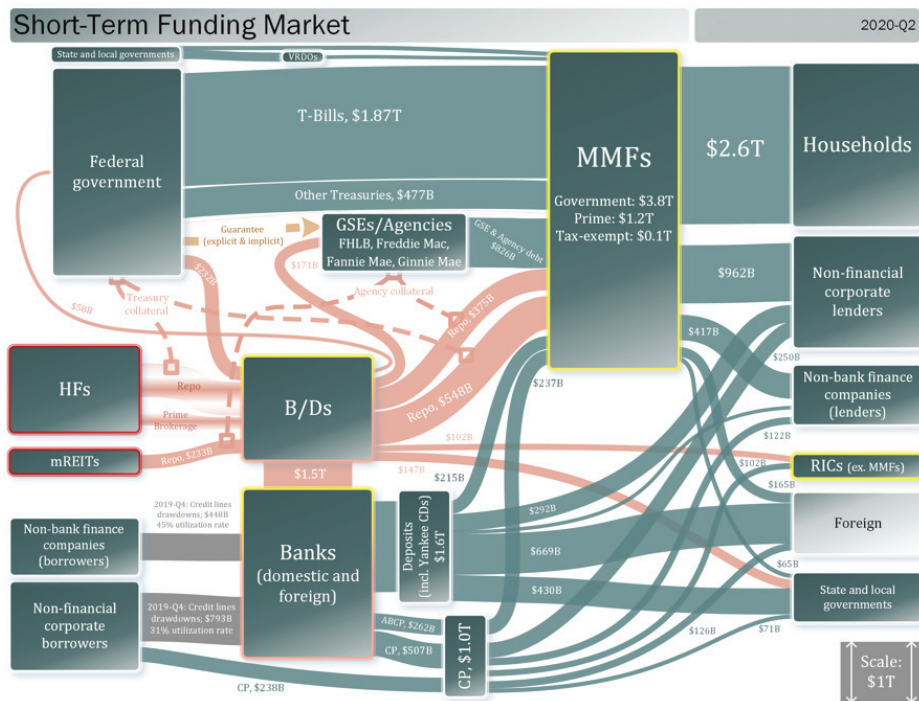 Short-Term Funding Market
2020-Q2
State and local governments
VRDOs
T-Bills, $1.87T
Federal
government
Other Treasuries, $477B
Guarantee
(explicit & implicit)
GSEs/Agencies
FHLB, Freddie Mac,
Fannie Mae, Ginnie Mae
GSE & Agency debt
$826B
MMFs
Government: $3.8T
Prime: $1.2T
Tax-exempt: $0.1T
$2.6T
Households
$962B
Non-financial
corporate
lenders
$417B
$250B
Non-bank finance
companies
(lenders)
$122B
$232B
$171B
$58B
Treasury
collateral
Agency collateral
Repo, $375B
Repo, $548B
$237B
HFs
Repo
Prime
Brokerage
B/Ds
mREITs
Repo, $233B
$102B
$147B
$215B
$102B
RICs (ex. MMFs)
$165B
$1.5T
2019-Q4: Credit lines
drawdowns; $448B
45% utilization rate
Non-bank finance
companies
(borrowers)
Banks
(domestic and
foreign)
Deposits
(incl. Yankee CDs)
$1.6T
$292B
$669B
$430B
Foreign
$65B
State and local
governments
2019-Q4: Credit lines
drawdowns; $793B
31% utilization rate
Non-financial
corporate
borrowers
ABCP, $262B
CP, $507B
CP, $1.0T
CP, $238B
$126B
$71B
Scale:
$1T